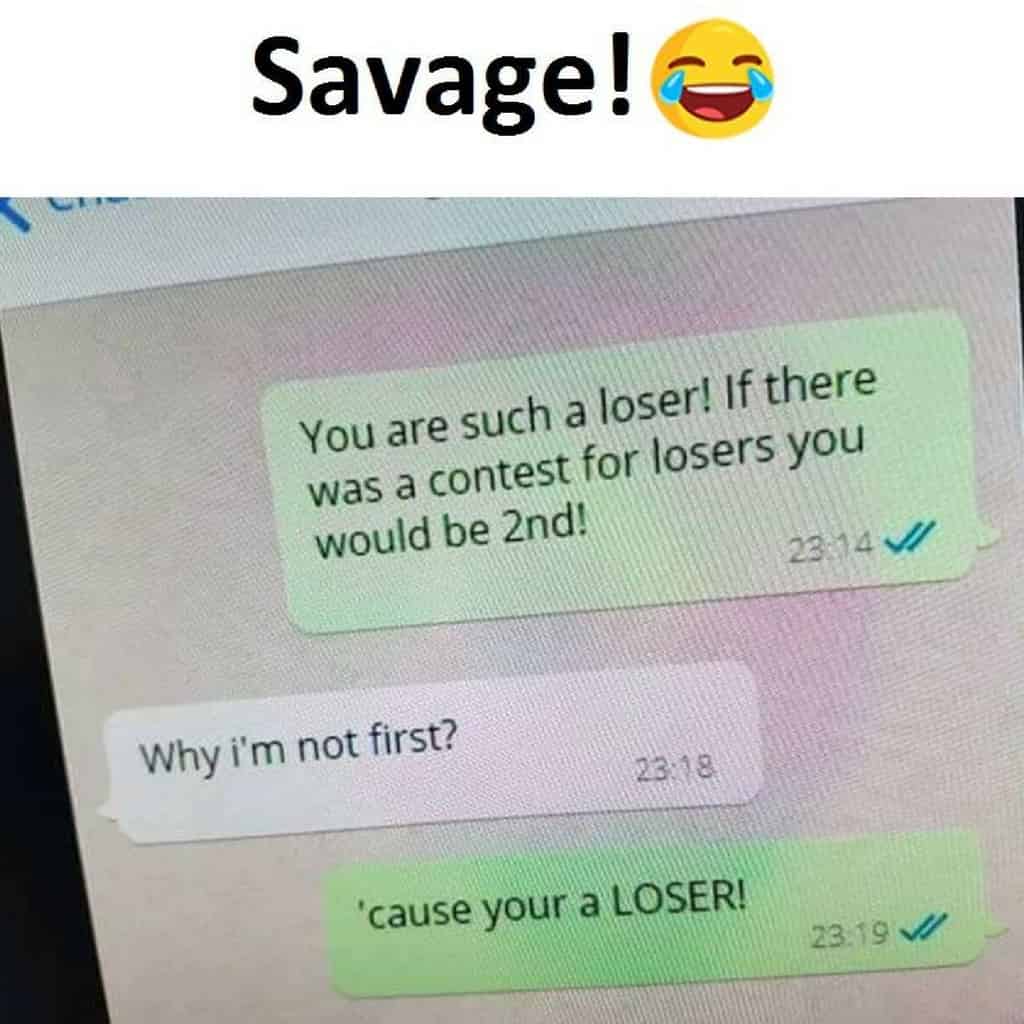 Savage!😂
You are such a loser! If there
was a contest for losers you
would be 2nd!
23:14
Why i'm not first?
23:18
'cause your a LOSER!
23:19